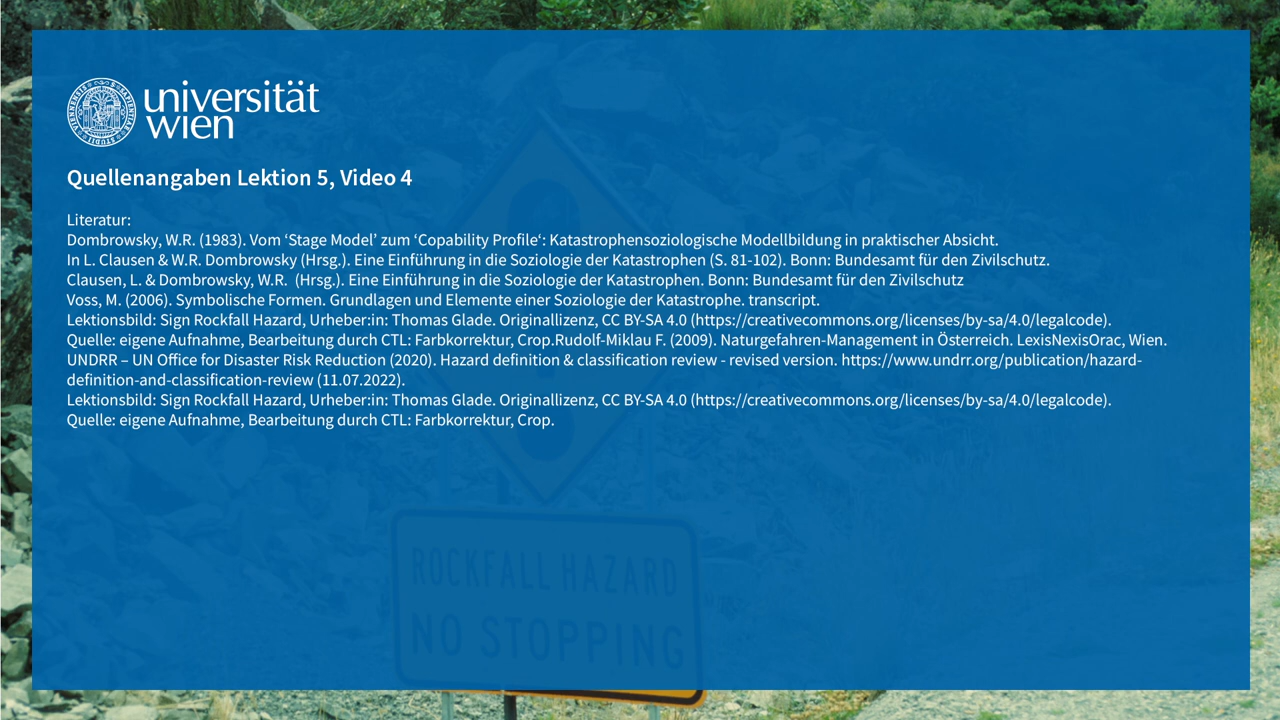 universität
wien
Quellenangaben Lektion 5, Video 4
Literatur:
Dombrowsky, W.R. (1983). Vom ‘Stage Model’ zum ‘Copability Profile‘: Katastrophensoziologische Modellbildung in praktischer Absicht.
In L. Clausen & W.R. Dombrowsky (Hrsg.). Eine Einführung in die Soziologie der Katastrophen (S. 81-102). Bonn: Bundesamt für den Zivilschutz.
Clausen, L. & Dombrowsky, W.R.  (Hrsg.). Eine Einführung in die Soziologie der Katastrophen. Bonn: Bundesamt für den Zivilschutz
Voss, M. (2006). Symbolische Formen. Grundlagen und Elemente einer Soziologie der Katastrophe. transcript.
Lektionsbild: Sign Rockfall Hazard, Urheber:in: Thomas Glade. Originallizenz, CC BY-SA 4.0 (https://creativecommons.org/licenses/by-sa/4.0/legalcode).
Quelle: eigene Aufnahme, Bearbeitung durch CTL: Farbkorrektur, Crop.Rudolf-Miklau F. (2009). Naturgefahren-Management in Österreich. LexisNexisOrac, Wien.
UNDRR – UN Office for Disaster Risk Reduction (2020). Hazard definition & classification review - revised version. https://www.undrr.org/publication/hazard-
definition-and-classification-review (11.07.2022).
Lektionsbild: Sign Rockfall Hazard, Urheber:in: Thomas Glade. Originallizenz, CC BY-SA 4.0 (https://creativecommons.org/licenses/by-sa/4.0/legalcode).
Quelle: eigene Aufnahme, Bearbeitung durch CTL: Farbkorrektur, Crop.
ROCKFALL HAZARD
NO STOPPING